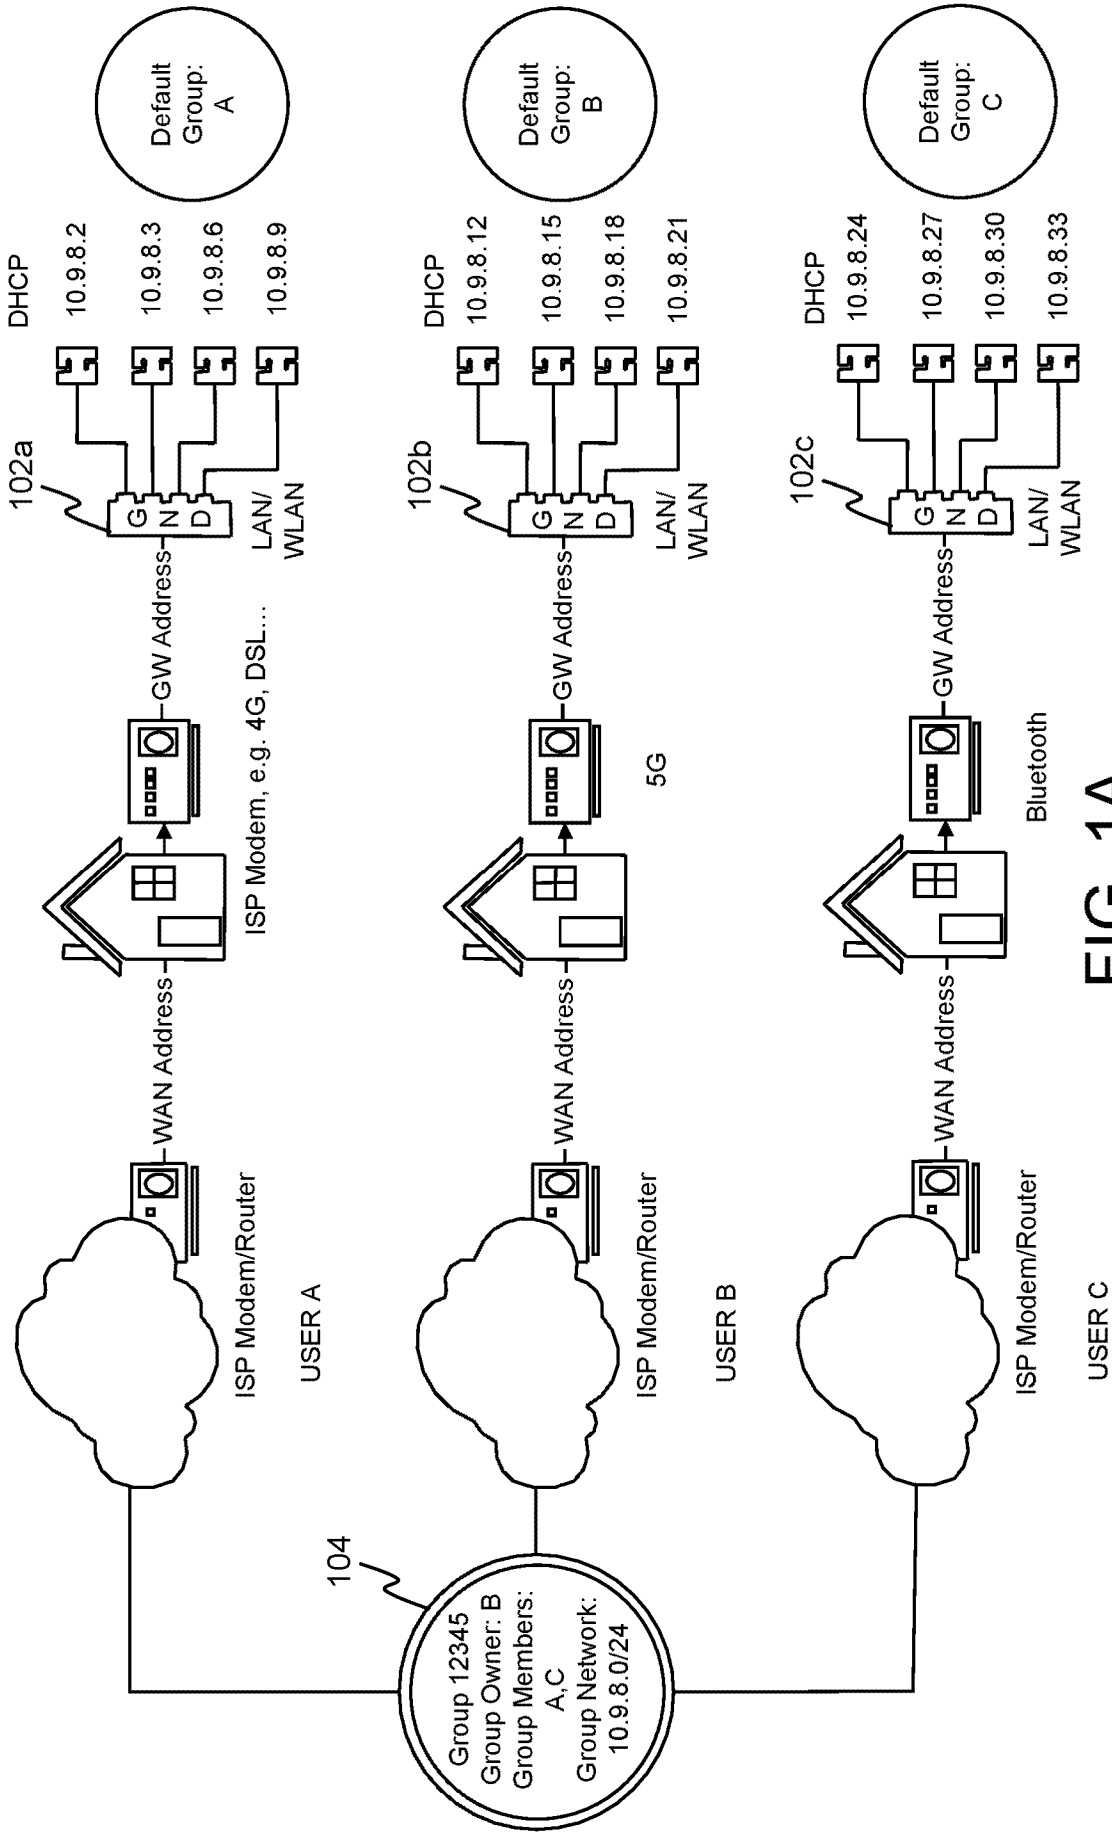 Group 12345
Group Owner: B
Group Members:
A,C
Group Network:
10.9.8.0/24
104
ISP Modem/Router
USER A
WAN Address
ISP Modem, e.g. 4G, DSL...
GW Address
102a
G
N
D
LAN/
WLAN
DHCP
10.9.8.2
10.9.8.3
10.9.8.6
10.9.8.9
Default
Group:
A
ISP Modem/Router
USER B
WAN Address
5G
GW Address
102b
G
N
D
LAN/
WLAN
DHCP
10.9.8.12
10.9.8.15
10.9.8.18
10.9.8.21
Default
Group:
B
ISP Modem/Router
USER C
WAN Address
Bluetooth
GW Address
102c
G
N
D
LAN/
WLAN
DHCP
10.9.8.24
10.9.8.27
10.9.8.30
10.9.8.33
Default
Group:
C
FIG. 1A